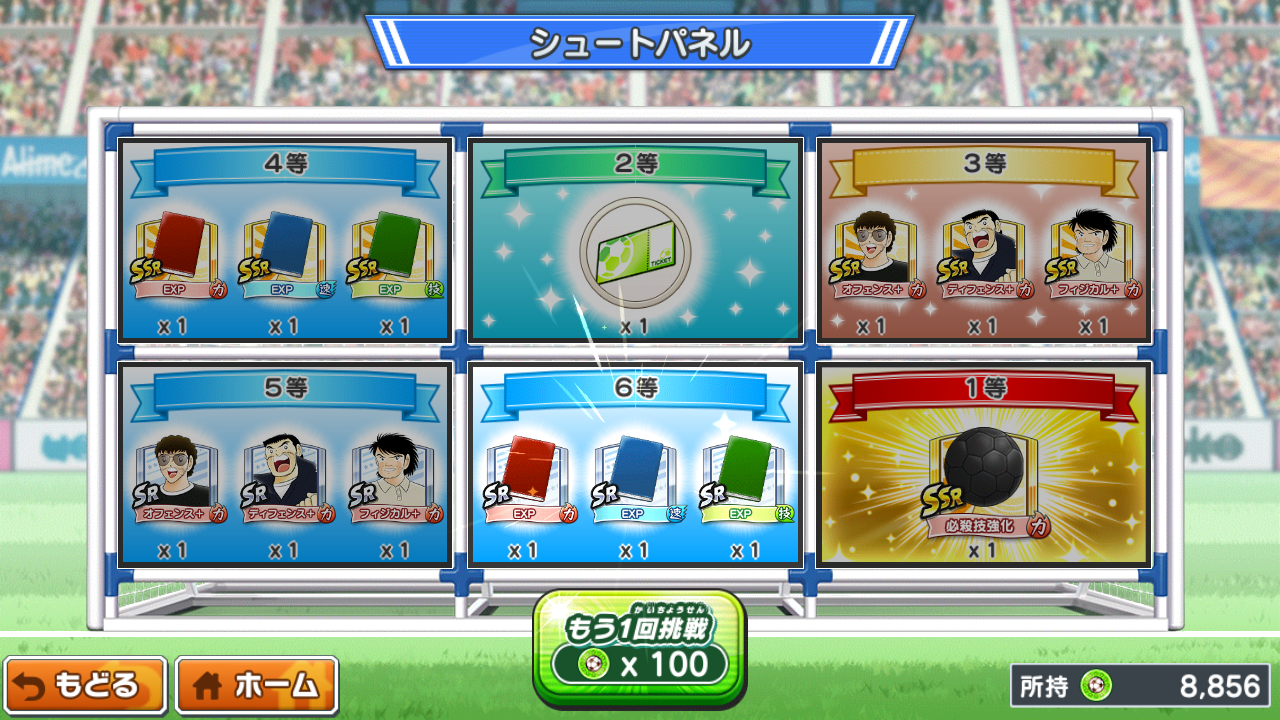 シュートパネル
4等
SSR SSR SSR
EXP 力 EXP 速 EXP 技
x1 x1 x1
2等
TICKET
x1
3等
SSR SSR SSR
オフェンス+ 力 ディフェンス+ 力 フィジカル+ 力
x1 x1 x1
5等
SR SR SR
オフェンス+ 力 ディフェンス+ 力 フィジカル+ 力
x1 x1 x1
6等
SR SR SR
EXP 力 EXP 速 EXP 技
x1 x1 x1
1等
SSR
必殺技強化 力
x1
かいちょうせん
もう1回挑戦
x 100
もどる
ホーム
所持 8,856